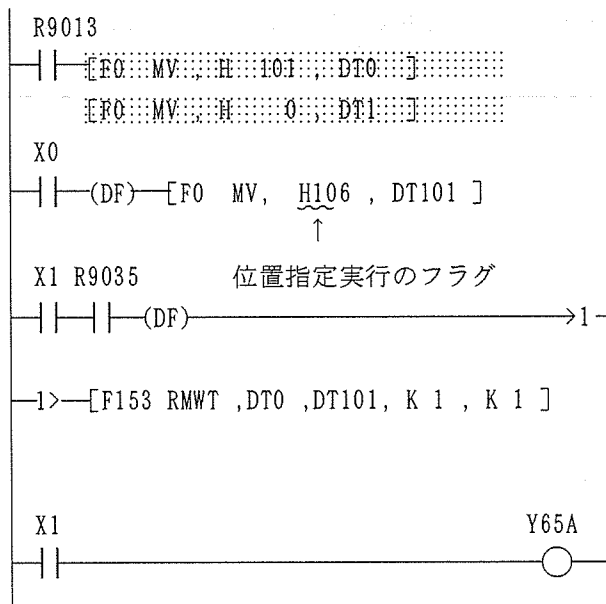 R9013
[F0 MV , H 101 , DT0 ]
[F0 MV , H 0 , DT1 ]
X0
(DF) [F0 MV, H106 , DT101 ]
↑
X1 R9035 位置指定実行のフラグ
(DF) →1
1> [F153 RMWT ,DT0 ,DT101, K 1 , K 1 ]
X1 Y65A